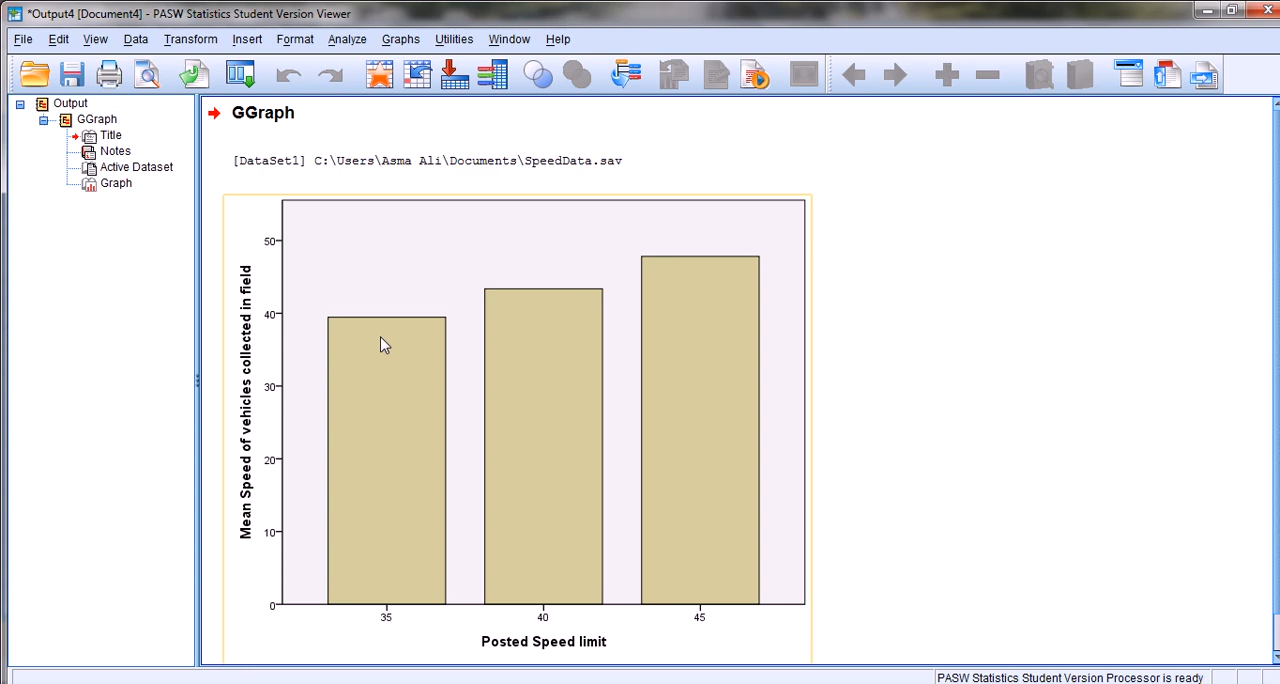 *Output4 [Document4] - PASW Statistics Student Version Viewer
File Edit View Data Transform Insert Format Analyze Graphs Utilities Window Help
Output
GGraph
Title
Notes
Active Dataset
Graph
GGraph
[DataSet1] C:\Users\Asma Ali\Documents\SpeedData.sav
Mean Speed of vehicles collected in field
50
40
30
20
10
0
35 40 45
Posted Speed limit
PASW Statistics Student Version Processor is ready